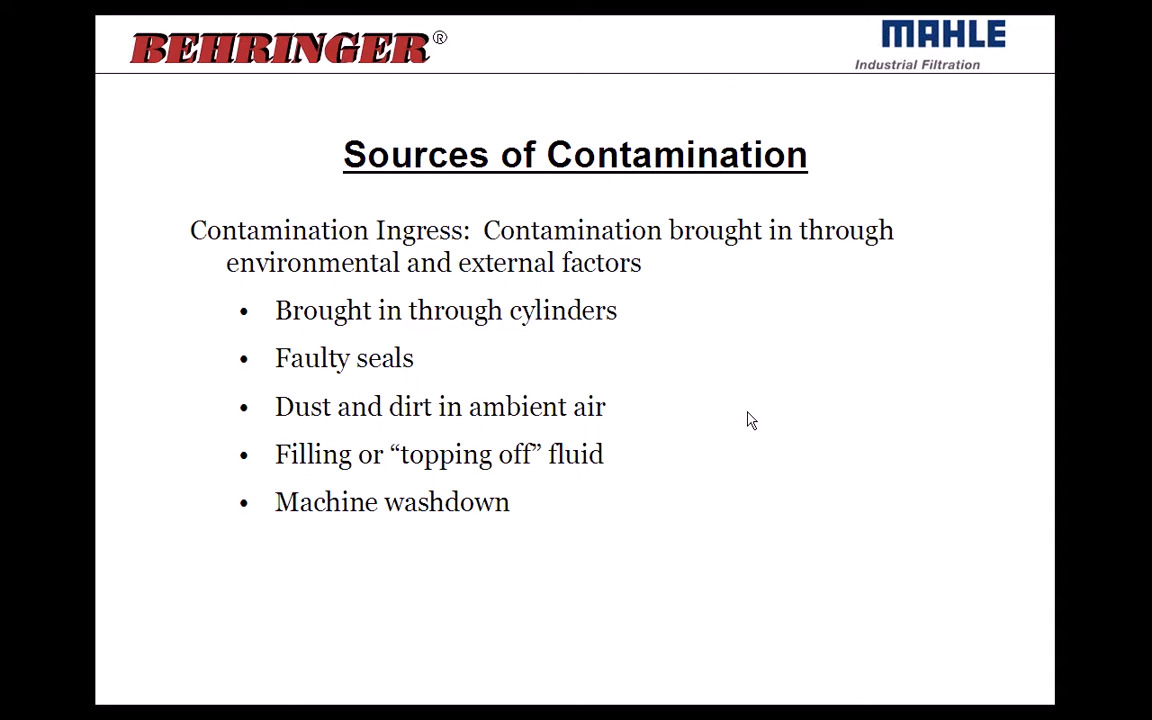 BEHRINGER®
MAHLE
Industrial Filtration
Sources of Contamination
Contamination Ingress: Contamination brought in through
environmental and external factors
• Brought in through cylinders
• Faulty seals
• Dust and dirt in ambient air
• Filling or “topping off” fluid
• Machine washdown